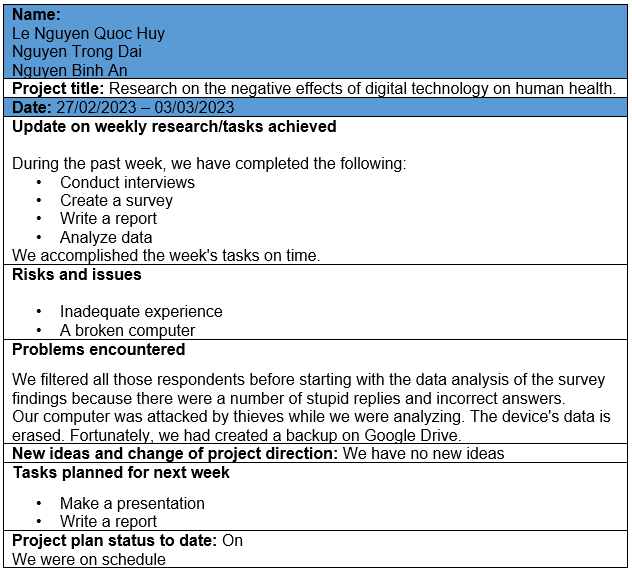 Name:
Le Nguyen Quoc Huy
Nguyen Trong Dai
Nguyen Binh An
Project title: Research on the negative effects of digital technology on human health.
Date: 27/02/2023 – 03/03/2023
Update on weekly research/tasks achieved
During the past week, we have completed the following:
• Conduct interviews
• Create a survey
• Write a report
• Analyze data
We accomplished the week's tasks on time.
Risks and issues
• Inadequate experience
• A broken computer
Problems encountered
We filtered all those respondents before starting with the data analysis of the survey
findings because there were a number of stupid replies and incorrect answers.
Our computer was attacked by thieves while we were analyzing. The device's data is
erased. Fortunately, we had created a backup on Google Drive.
New ideas and change of project direction: We have no new ideas
Tasks planned for next week
• Make a presentation
• Write a report
Project plan status to date: On
We were on schedule